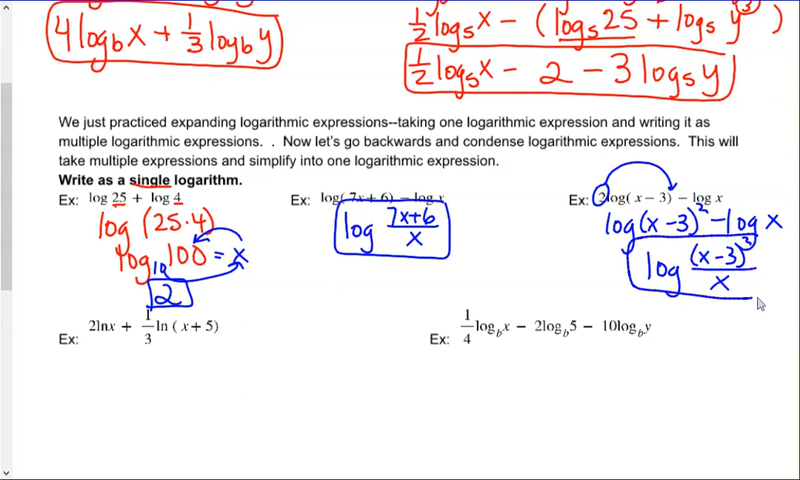 4 log_b x + 1/3 log_b y
1/2 log_5 x − ( log_5 25 + log_5 y^3 )
1/2 log_5 x − 2 − 3 log_5 y
We just practiced expanding logarithmic expressions--taking one logarithmic expression and writing it as
multiple logarithmic expressions. . Now let's go backwards and condense logarithmic expressions. This will
take multiple expressions and simplify into one logarithmic expression.
Write as a single logarithm.
Ex: log 25 + log 4
log (25·4)
log_10 100 = x
2
Ex: log( 7x + 6) − log x
log (7x+6)/x
Ex: 2log( x − 3) − log x
log(x−3)^2 − log x
log (x−3)^3/x
Ex: 2lnx + 1/3 ln ( x + 5)
Ex: 1/4 log_b x − 2log_b 5 − 10log_b y